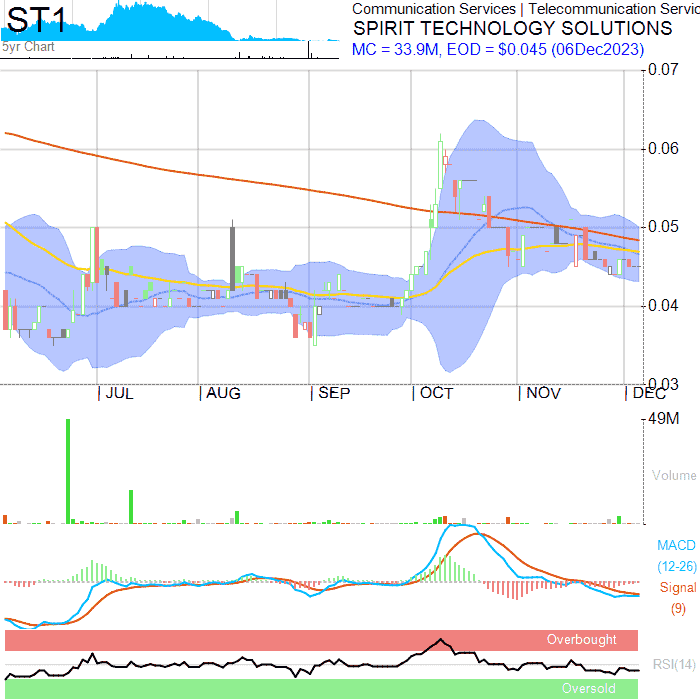 ST1
5yr Chart
Communication Services | Telecommunication Servic
SPIRIT TECHNOLOGY SOLUTIONS
MC = 33.9M, EOD = $0.045 (06Dec2023)
0.07
0.06
0.05
0.04
0.03
JUL
AUG
SEP
OCT
NOV
DEC
49M
Volume
MACD
(12-26)
Signal
(9)
Overbought
RSI(14)
Oversold